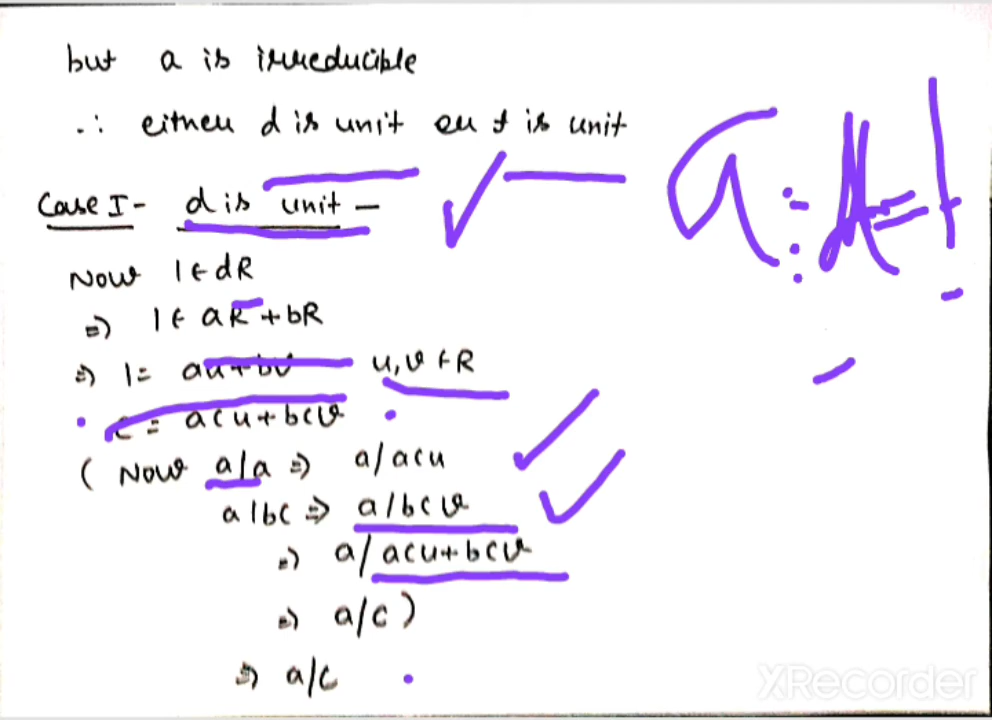 but a is irreducible
∴ either d is unit or t is unit
Case I - d is unit -
Now 1 ∈ dR
⇒ 1 ∈ aR + bR
⇒ 1 = au + bv u, v ∈ R
c = acu + bcv
( Now a/a ⇒ a/acu
a/bc ⇒ a/bcv
⇒ a/acu + bcv
⇒ a/c )
⇒ a/c
XRecorder